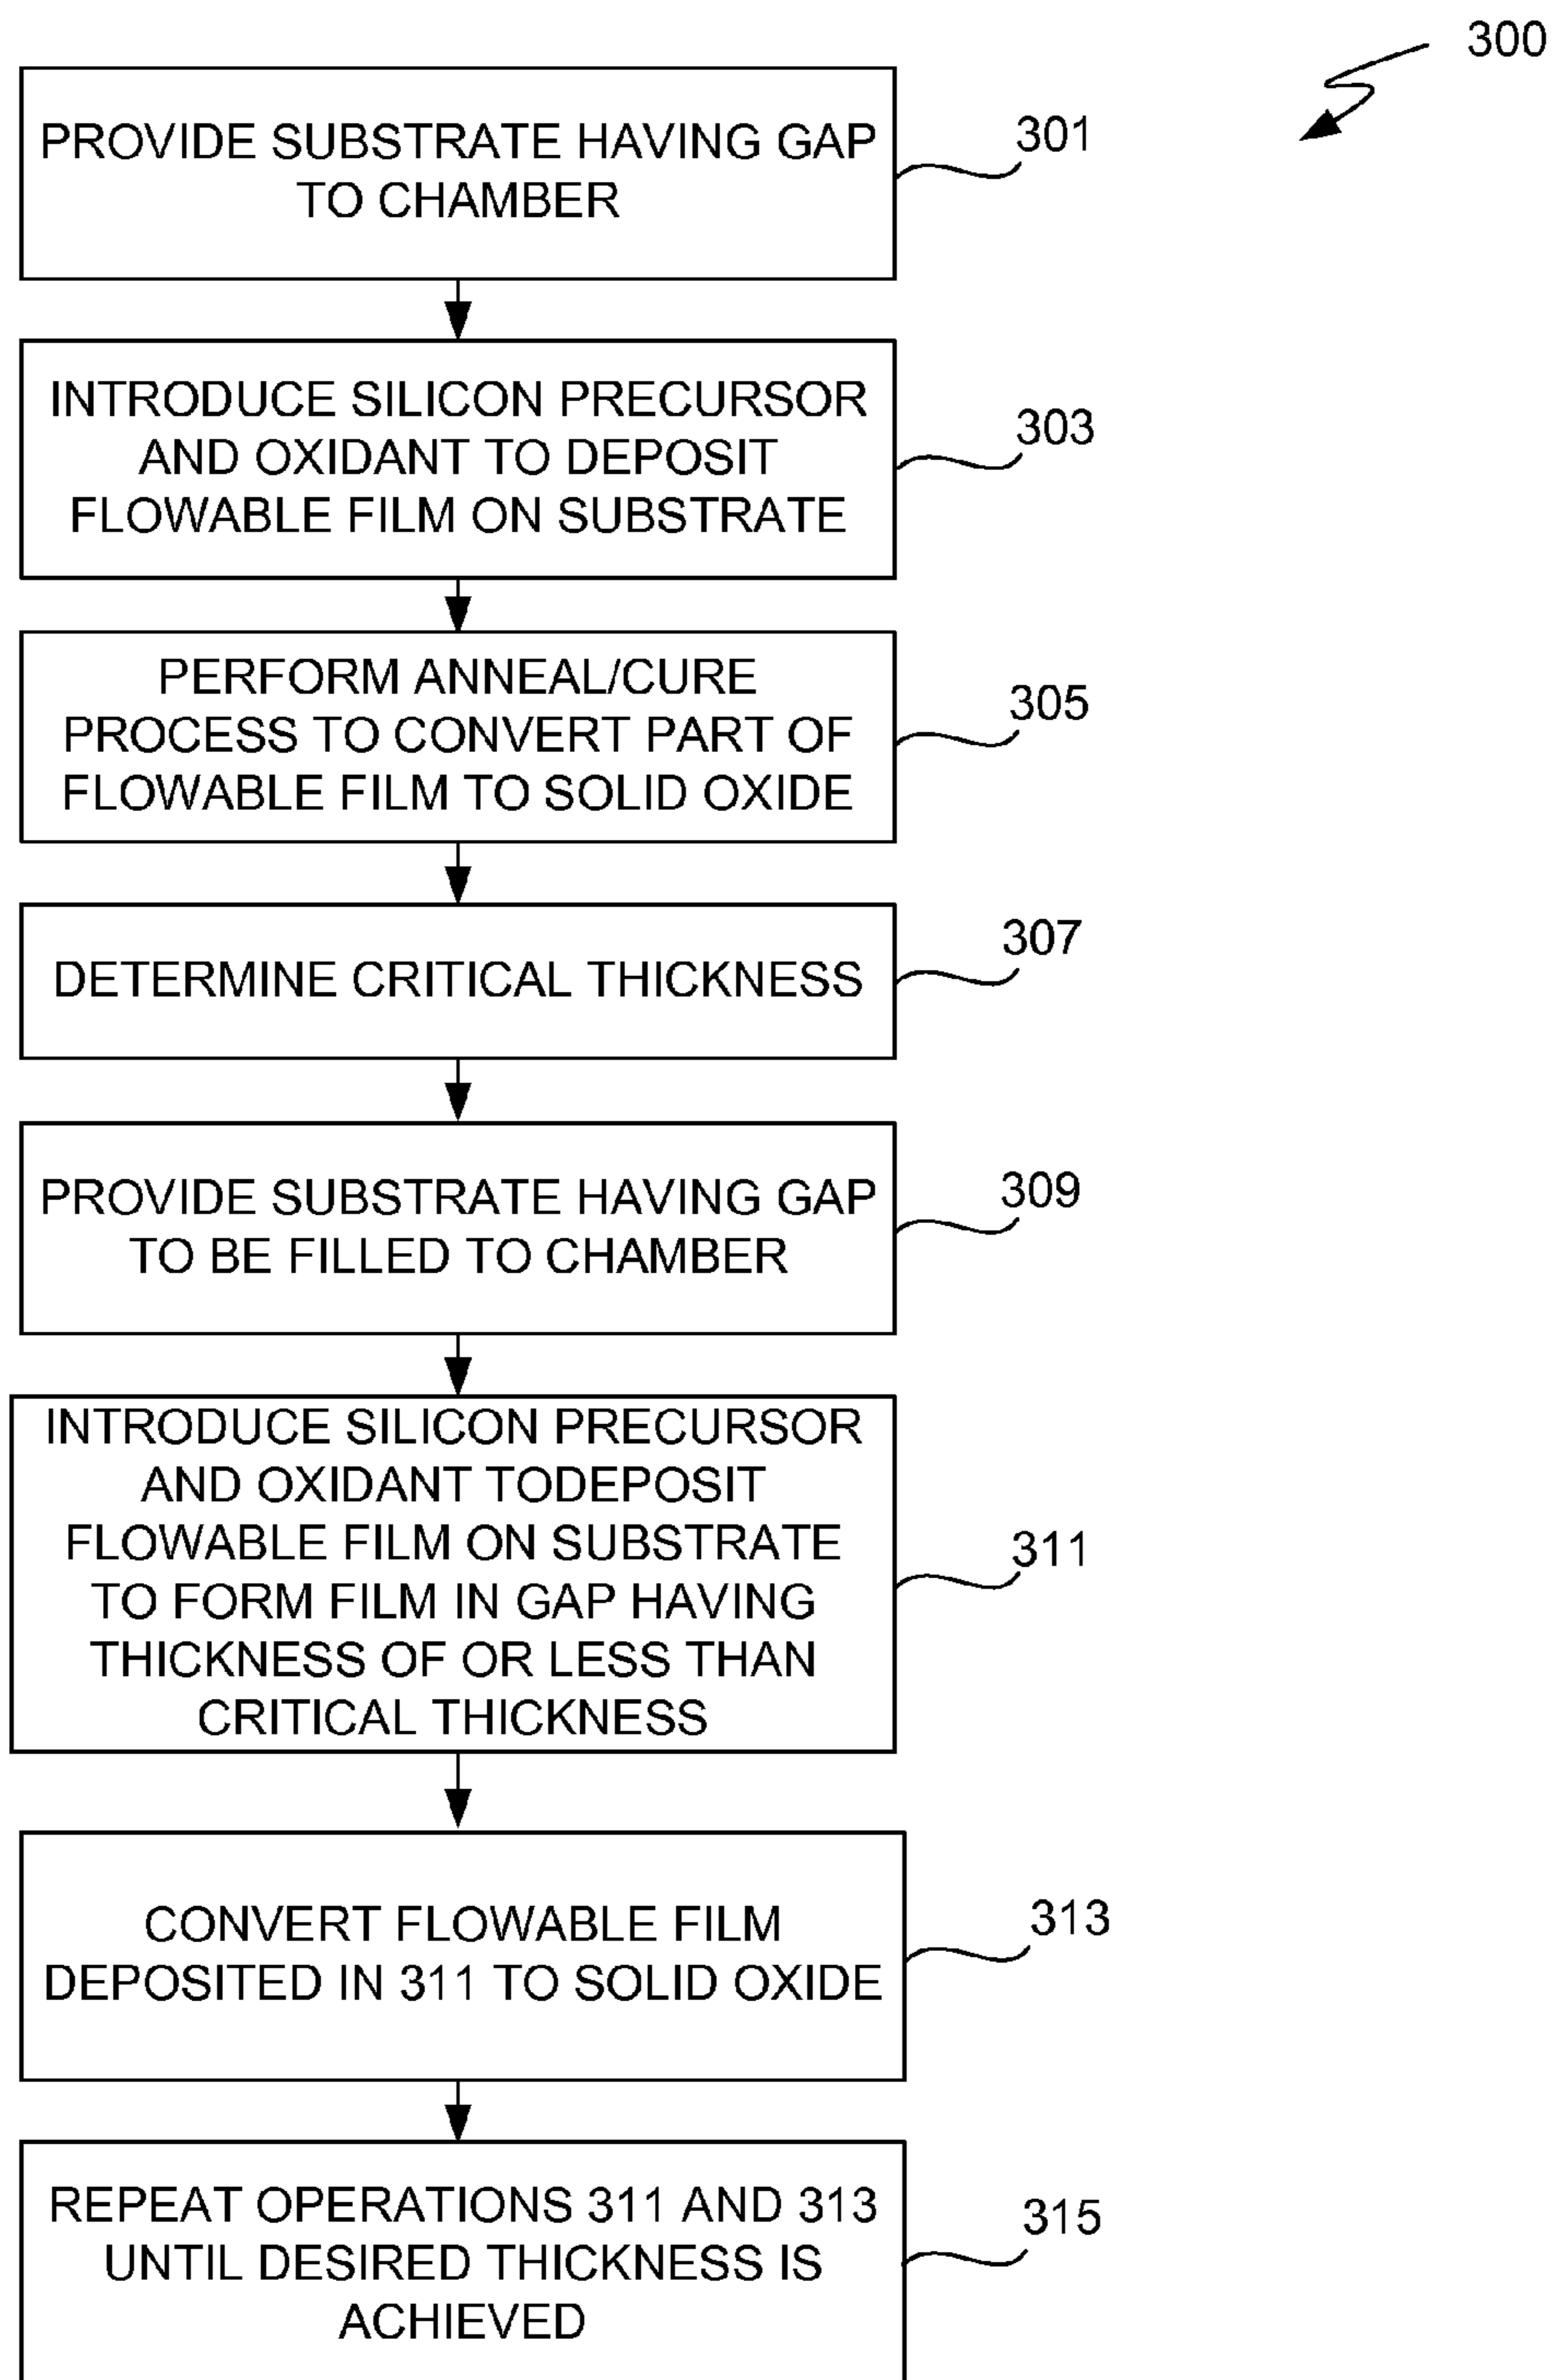 300
PROVIDE SUBSTRATE HAVING GAP
TO CHAMBER
301
INTRODUCE SILICON PRECURSOR
AND OXIDANT TO DEPOSIT
FLOWABLE FILM ON SUBSTRATE
303
PERFORM ANNEAL/CURE
PROCESS TO CONVERT PART OF
FLOWABLE FILM TO SOLID OXIDE
305
DETERMINE CRITICAL THICKNESS
307
PROVIDE SUBSTRATE HAVING GAP
TO BE FILLED TO CHAMBER
309
INTRODUCE SILICON PRECURSOR
AND OXIDANT TODEPOSIT
FLOWABLE FILM ON SUBSTRATE
TO FORM FILM IN GAP HAVING
THICKNESS OF OR LESS THAN
CRITICAL THICKNESS
311
CONVERT FLOWABLE FILM
DEPOSITED IN 311 TO SOLID OXIDE
313
REPEAT OPERATIONS 311 AND 313
UNTIL DESIRED THICKNESS IS
ACHIEVED
315